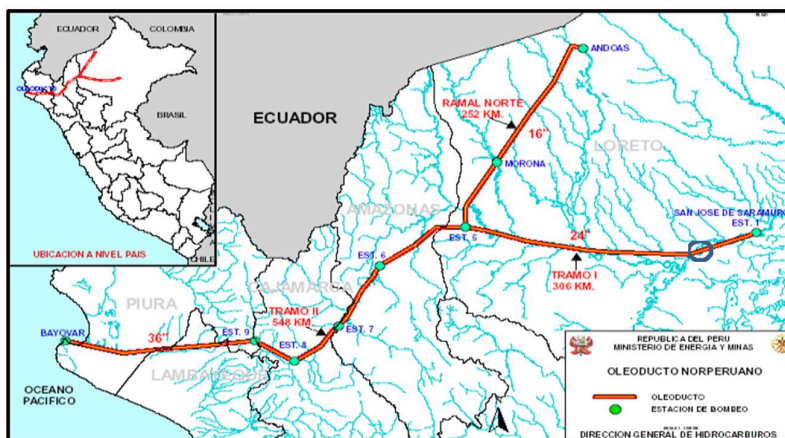 ECUADOR
COLOMBIA
BRASIL
CHILE
UBICACION A NIVEL PAIS
ECUADOR
ANDOAS
RAMAL NORTE
252 KM.
16"
LORETO
MORONA
AMAZONAS
SAN JOSE DE SARAMURO
EST. 1
24"
EST. 5
TRAMO I
306 KM.
EST. 6
CAJAMARCA
TRAMO II
548 KM.
EST. 7
PIURA
BAYOVAR
36"
EST. 9
EST. 8
LAMBAYEQUE
OCEANO
PACIFICO
REPUBLICA DEL PERU
MINISTERIO DE ENERGIA Y MINAS
OLEODUCTO NORPERUANO
OLEODUCTO
ESTACION DE BOMBEO
DIRECCION GENERAL DE HIDROCARBUROS